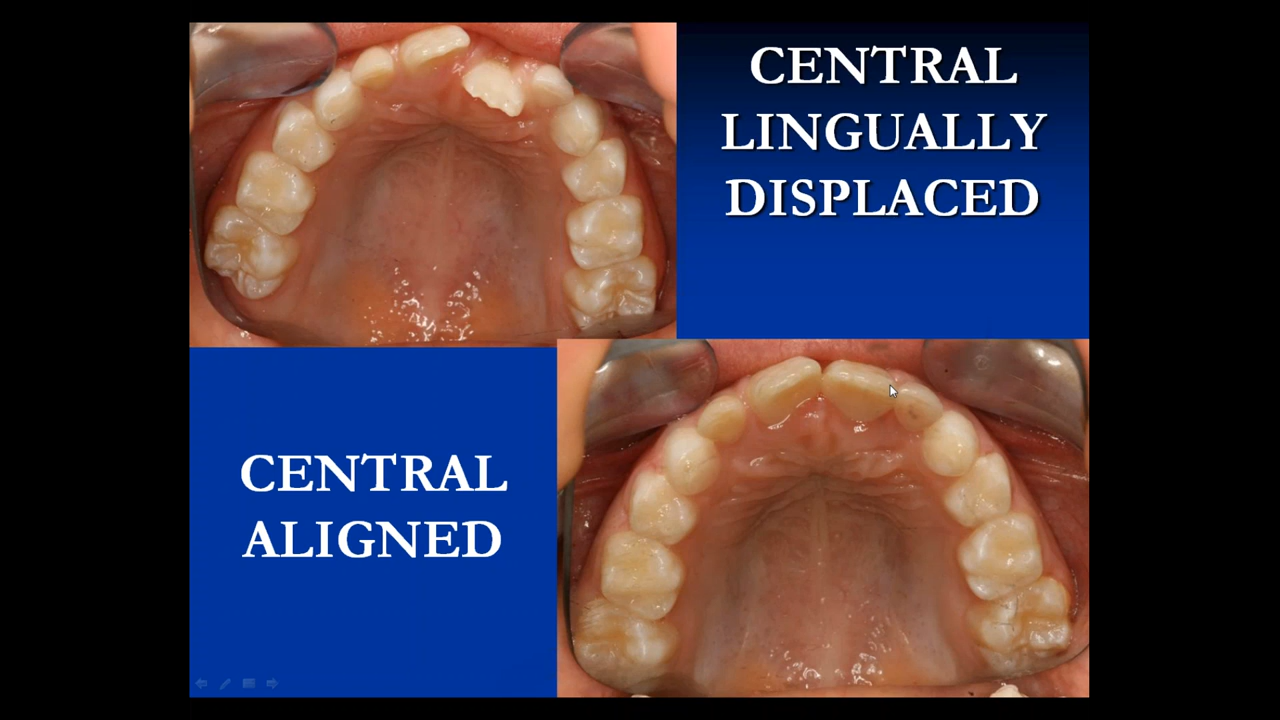 CENTRAL
LINGUALLY
DISPLACED
CENTRAL
ALIGNED